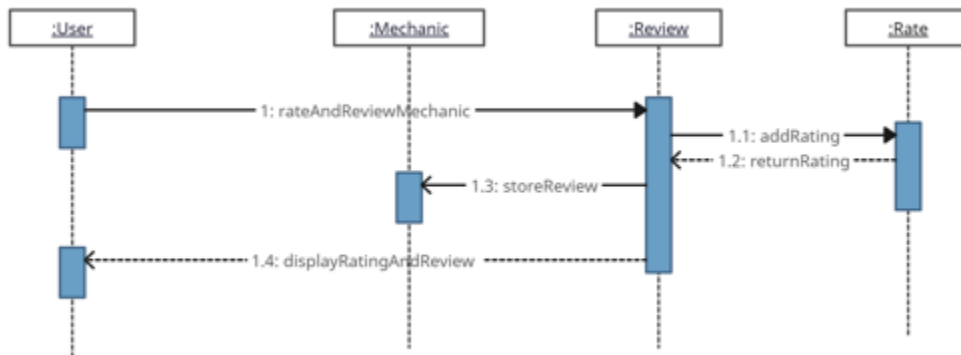 :User
:Mechanic
:Review
:Rate
1: rateAndReviewMechanic
1.1: addRating
1.2: returnRating
1.3: storeReview
1.4: displayRatingAndReview